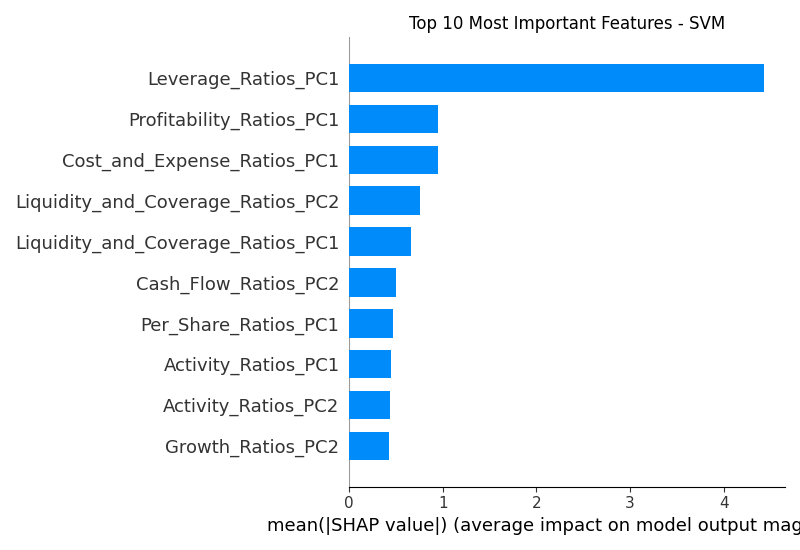 Top 10 Most Important Features - SVM
Leverage_Ratios_PC1
Profitability_Ratios_PC1
Cost_and_Expense_Ratios_PC1
Liquidity_and_Coverage_Ratios_PC2
Liquidity_and_Coverage_Ratios_PC1
Cash_Flow_Ratios_PC2
Per_Share_Ratios_PC1
Activity_Ratios_PC1
Activity_Ratios_PC2
Growth_Ratios_PC2
0 1 2 3 4
mean(|SHAP value|) (average impact on model output mag